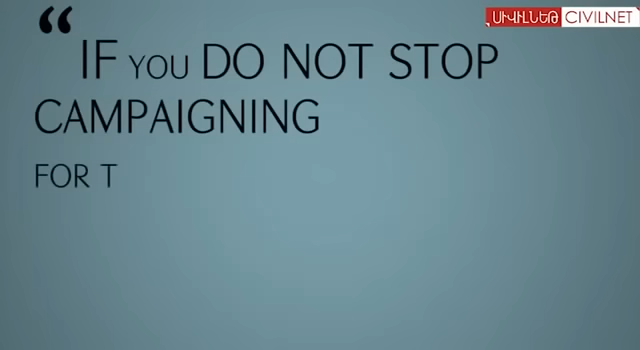 ՍԻՎԻԼՆԵԹ CIVILNET
“ IF YOU DO NOT STOP
CAMPAIGNING
FOR T